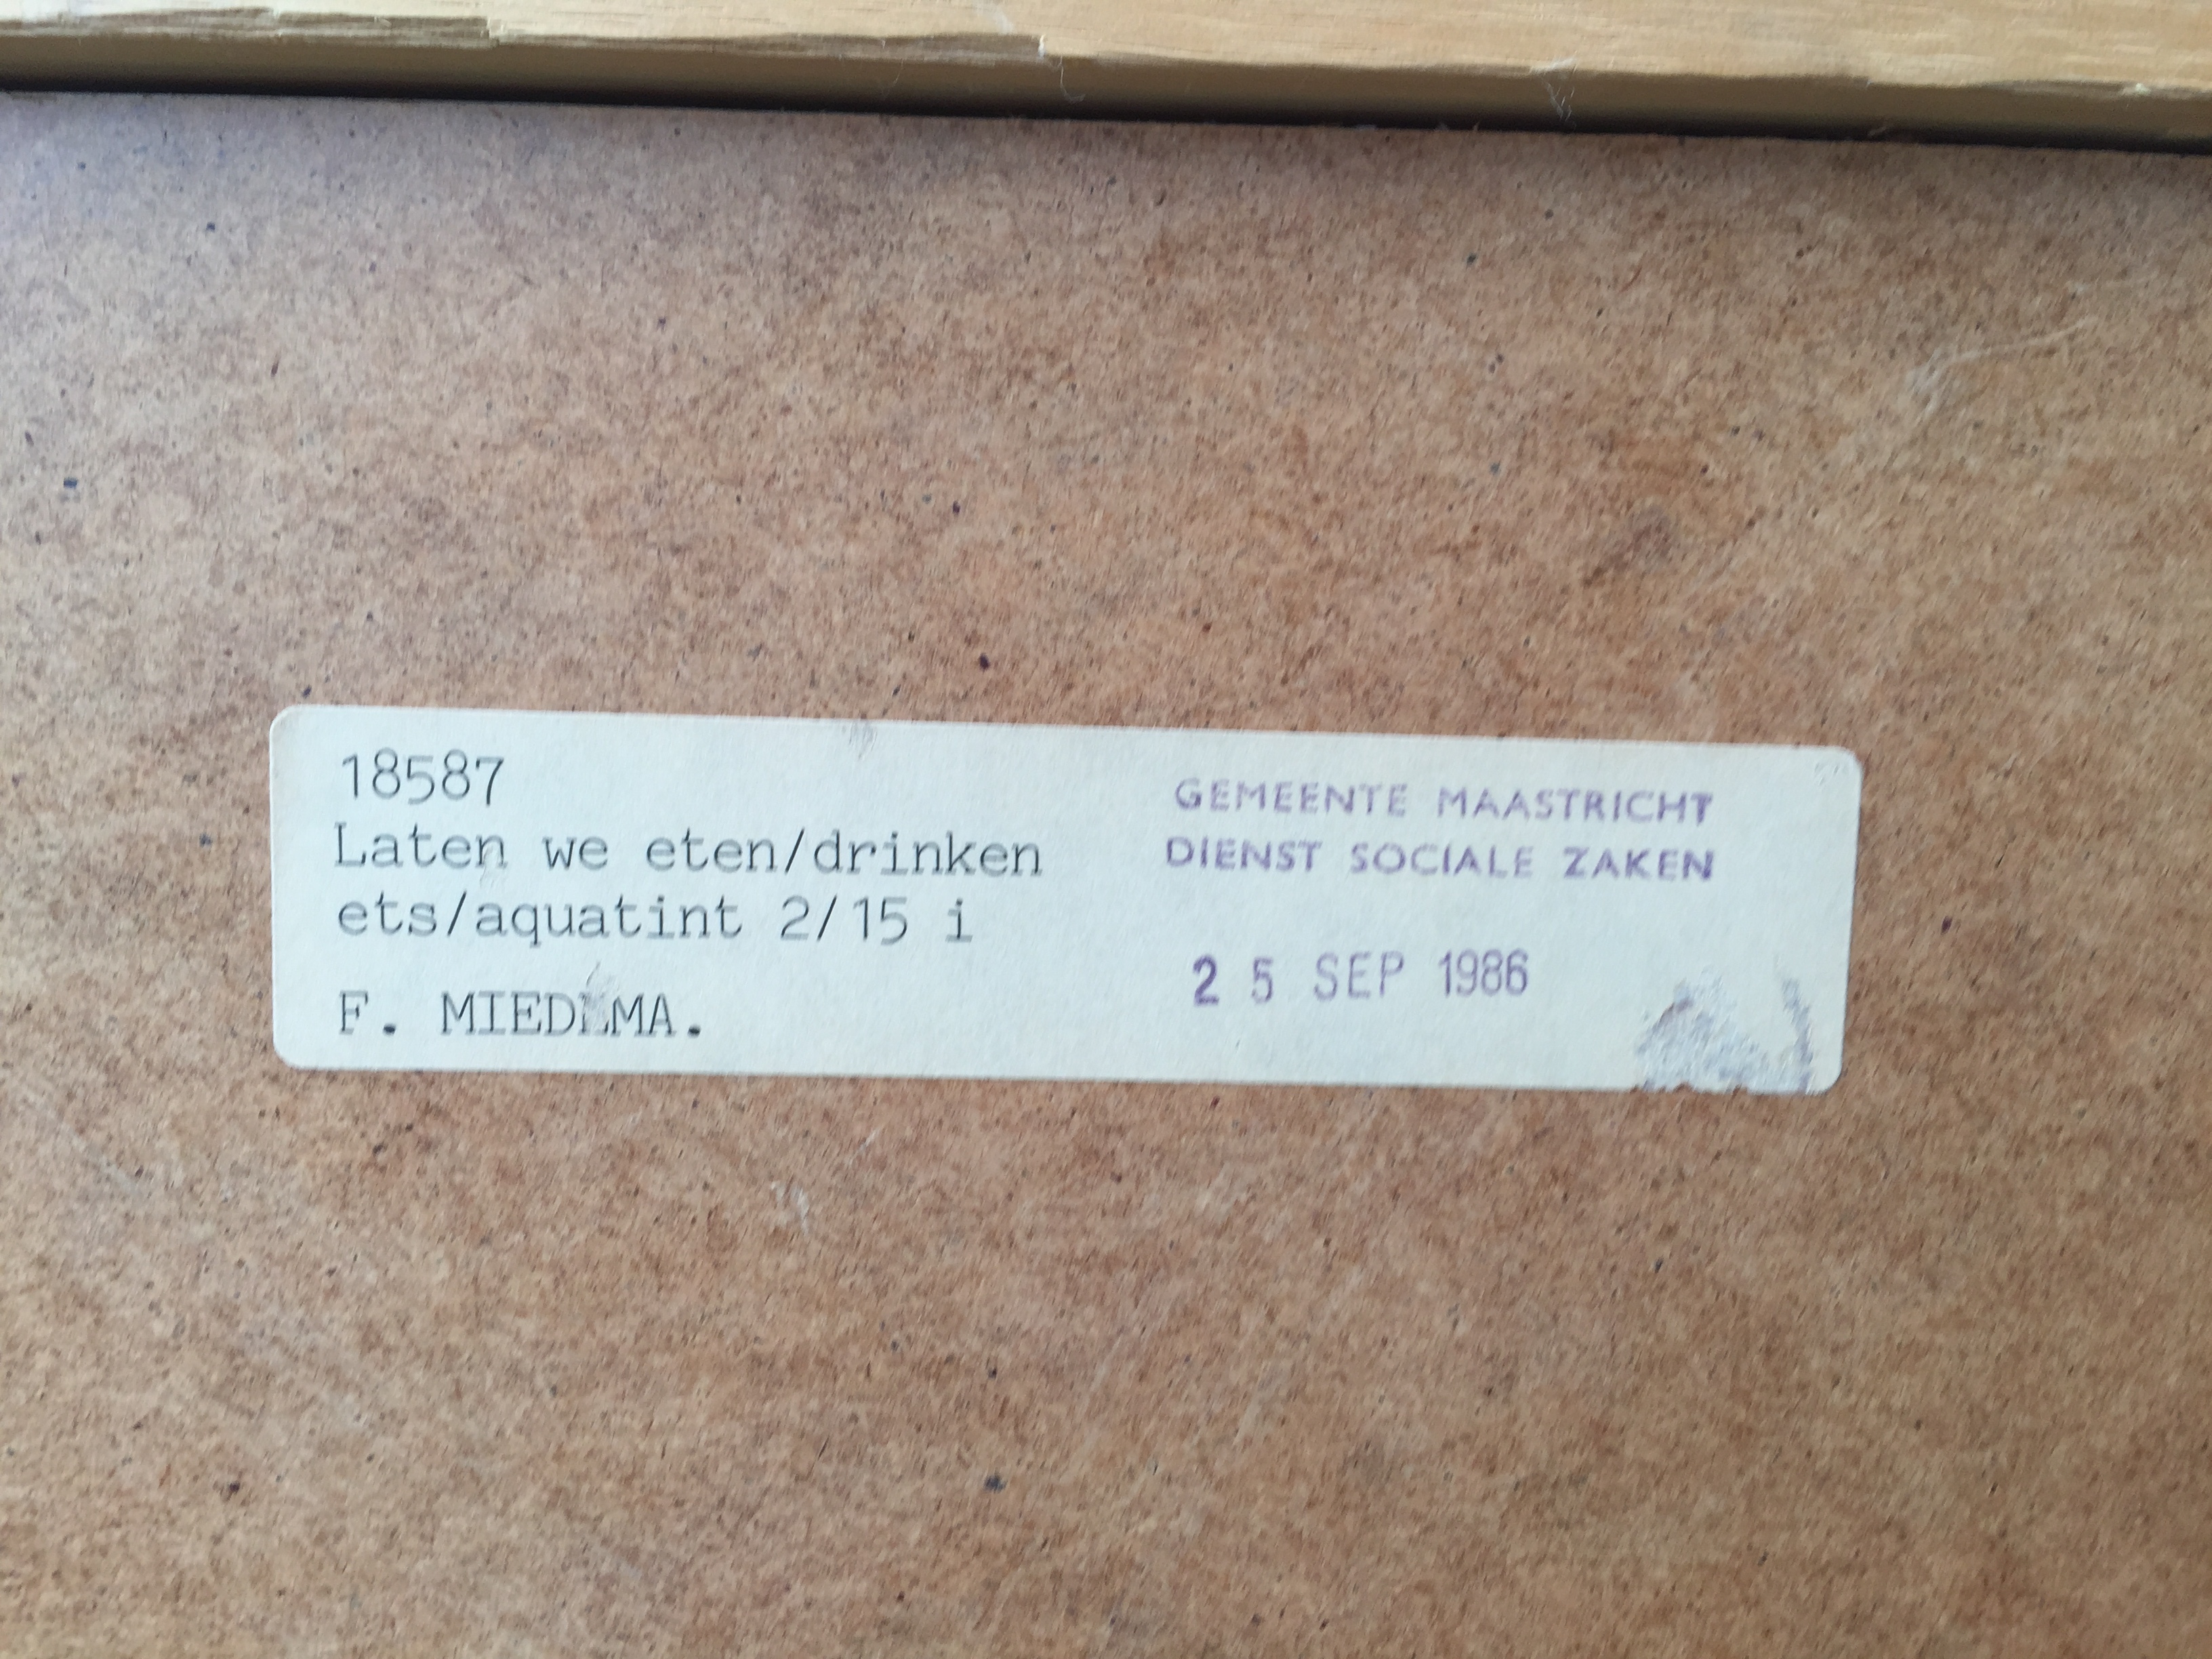 18587
Laten we eten/drinken
ets/aquatint 2/15 i
F. MIEDEMA.
GEMEENTE MAASTRICHT
DIENST SOCIALE ZAKEN
25 SEP 1986